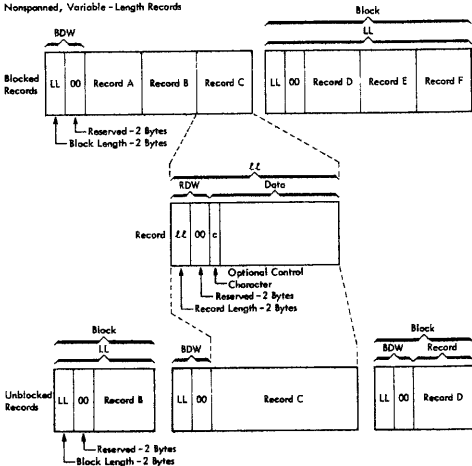 Nonspanned, Variable-Length Records
Block
BDW
LL
Blocked Records
LL 00 Record A Record B Record C
LL 00 Record D Record E Record F
Reserved - 2 Bytes
Block Length - 2 Bytes
ℓℓ
RDW Data
Record
ℓℓ 00 c
Optional Control Character
Reserved - 2 Bytes
Record Length - 2 Bytes
Block
LL
BDW
Block
BDW Record
Unblocked Records
LL 00 Record B
LL 00 Record C
LL 00 Record D
Reserved - 2 Bytes
Block Length - 2 Bytes